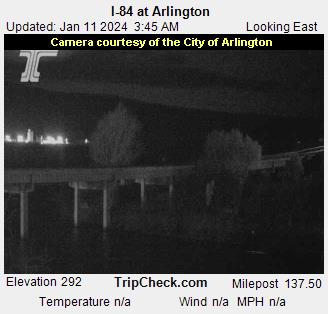 I-84 at Arlington
Updated: Jan 11 2024 3:45 AM Looking East
Camera courtesy of the City of Arlington
Elevation 292 TripCheck.com Milepost 137.50
Temperature n/a Wind n/a MPH n/a